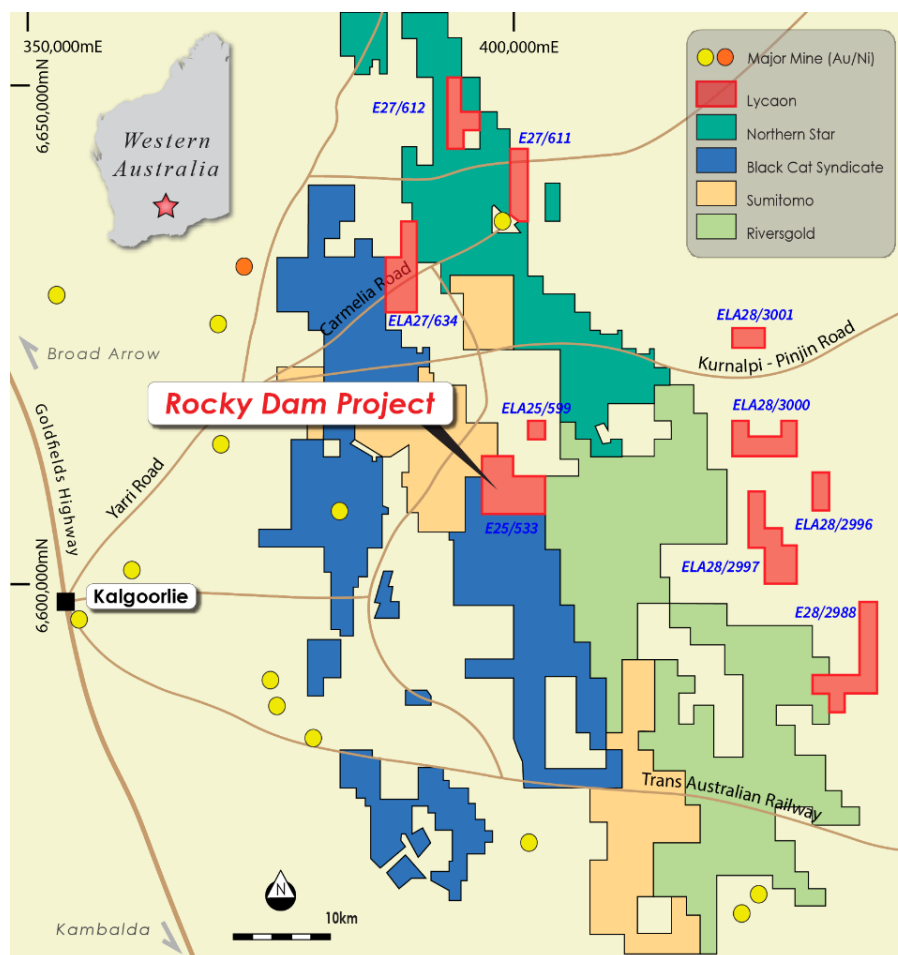 350,000mE
400,000mE
6,650,000mN
6,600,000mN
Western
Australia
Major Mine (Au/Ni)
Lycaon
Northern Star
Black Cat Syndicate
Sumitomo
Riversgold
E27/612
E27/611
Carmelia Road
ELA27/634
ELA28/3001
Kurnalpi - Pinjin Road
Broad Arrow
Rocky Dam Project
ELA25/599
ELA28/3000
Goldfields Highway
Yarri Road
E25/533
ELA28/2996
ELA28/2997
Kalgoorlie
E28/2988
Trans Australian Railway
N
10km
Kambalda